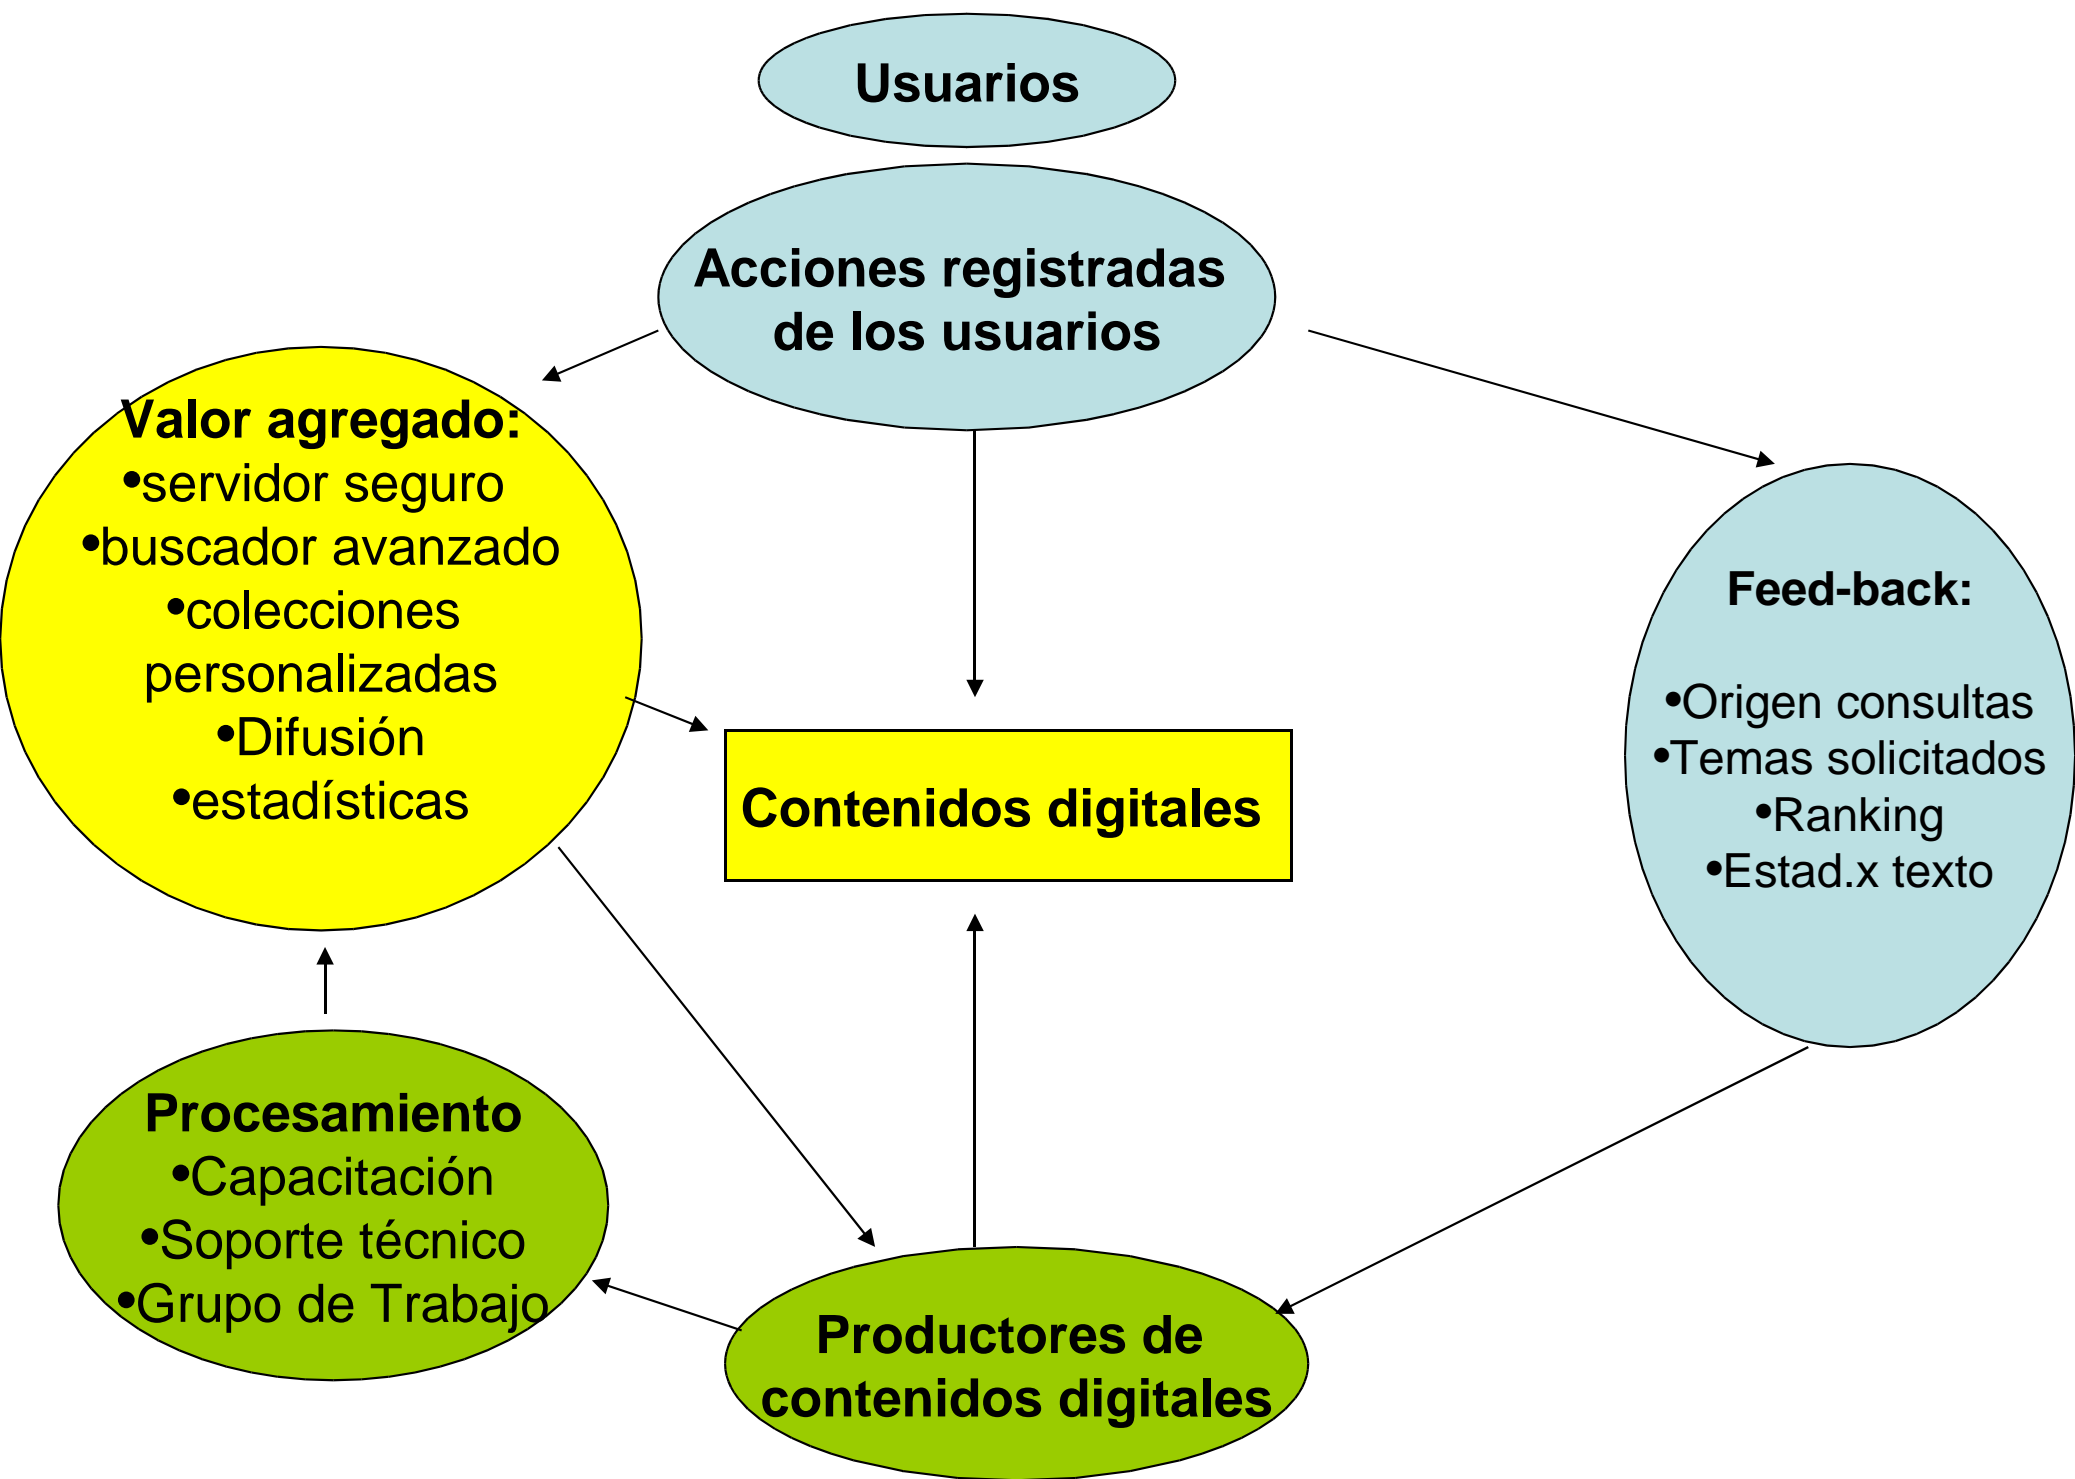 Usuarios
Acciones registradas
de los usuarios
Valor agregado:
•servidor seguro
•buscador avanzado
•colecciones
personalizadas
•Difusión
•estadísticas
Feed-back:
•Origen consultas
•Temas solicitados
•Ranking
•Estad.x texto
Contenidos digitales
Procesamiento
•Capacitación
•Soporte técnico
•Grupo de Trabajo
Productores de
contenidos digitales